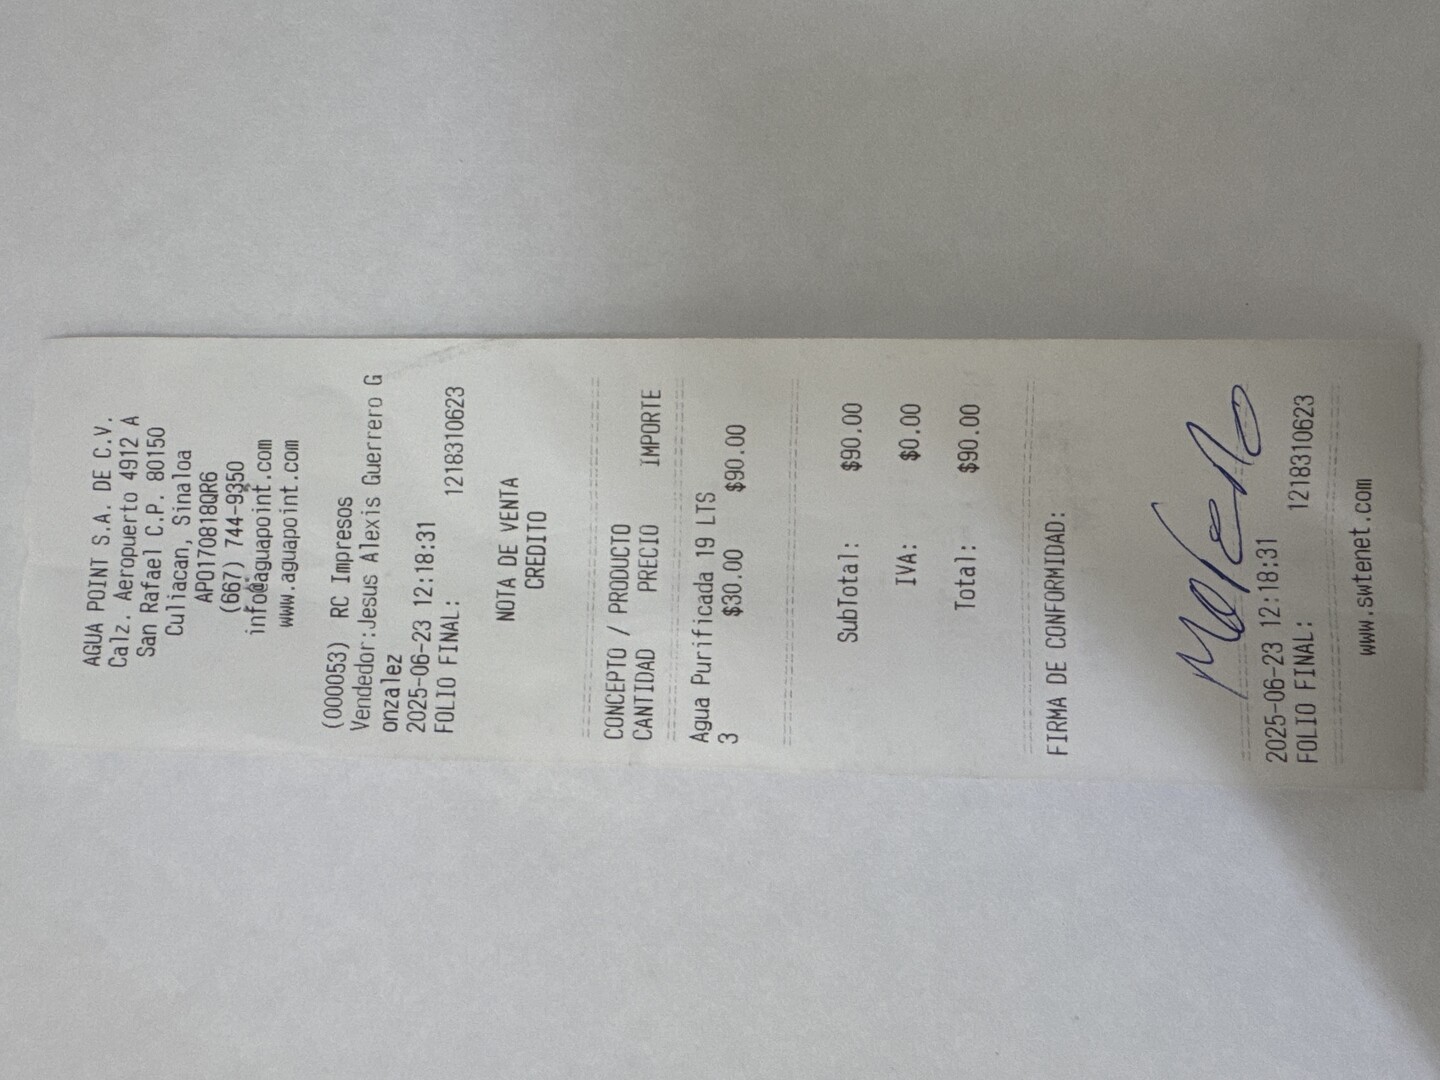 AGUA POINT S.A. DE C.V.
Calz. Aeropuerto 4912 A
San Rafael C.P. 80150
Culiacan, Sinaloa
APO170818QR6
(667) 744-9350
info@aguapoint.com
www.aguapoint.com
(000053) RC Impresos
Vendedor:Jesus Alexis Guerrero G
onzalez
2025-06-23 12:18:31
FOLIO FINAL: 1218310623
NOTA DE VENTA
CREDITO
CONCEPTO / PRODUCTO
CANTIDAD PRECIO IMPORTE
Agua Purificada 19 LTS
3 $30.00 $90.00
SubTotal: $90.00
IVA: $0.00
Total: $90.00
FIRMA DE CONFORMIDAD:
Moreno
2025-06-23 12:18:31
FOLIO FINAL: 1218310623
www.swtenet.com